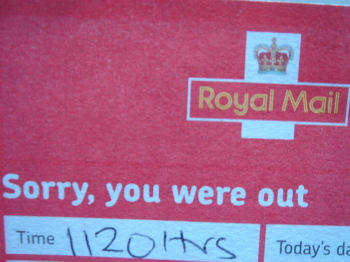 Royal Mail
Sorry, you were out
Time 1120Hrs Today's da